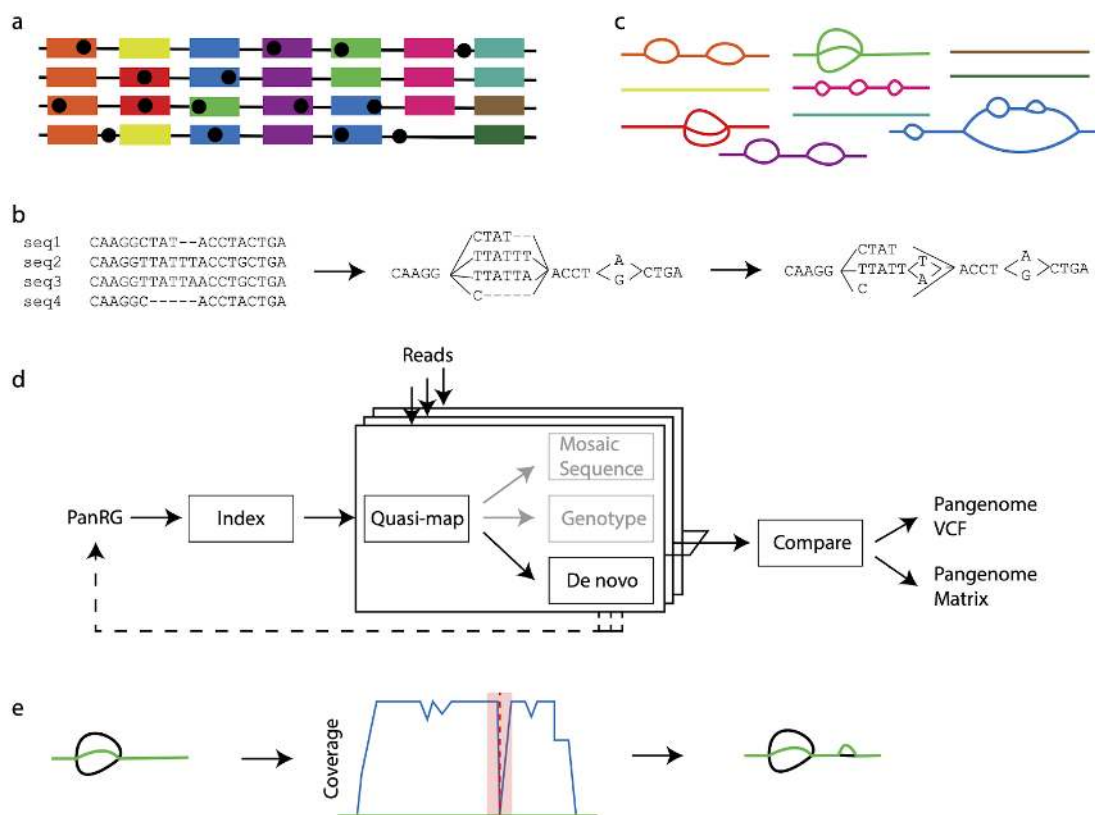 a
c
b
seq1 CAAGGCTAT--ACCTACTGA
seq2 CAAGGTTATTTACCTGCTGA
seq3 CAAGGTTATTAACCTGCTGA
seq4 CAAGGC-----ACCTACTGA
CAAGG
CTAT--
TTATTT
TTATTA
C-----
ACCT
A
G
CTGA
CAAGG
CTAT
TTATT
C
T
A
ACCT
A
G
CTGA
d
Reads
PanRG
Index
Quasi-map
Mosaic
Sequence
Genotype
De novo
Compare
Pangenome
VCF
Pangenome
Matrix
e
Coverage